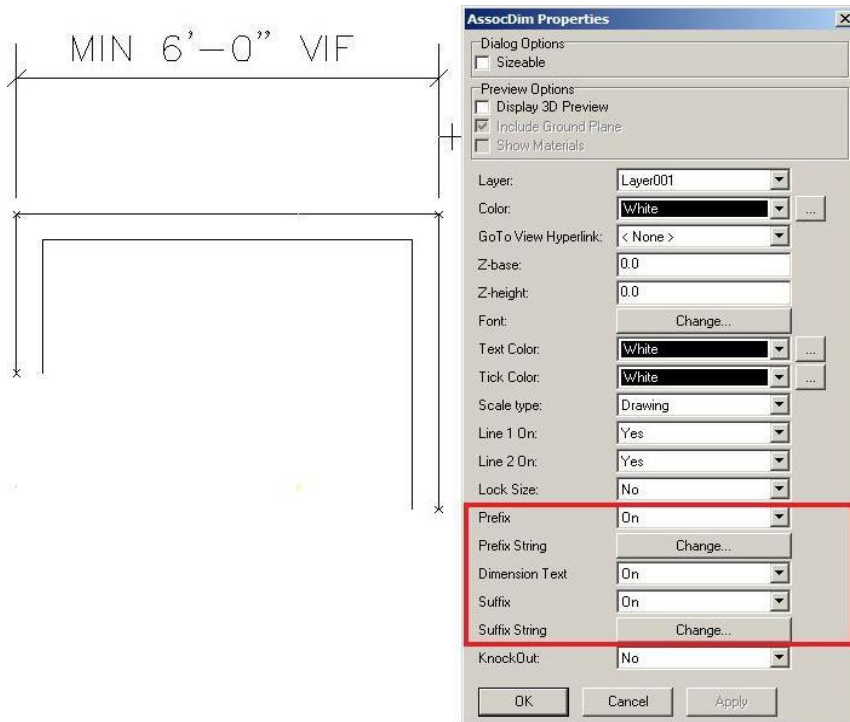 MIN 6'-0" VIF
AssocDim Properties
Dialog Options
Sizeable
Preview Options
Display 3D Preview
Include Ground Plane
Show Materials
Layer: Layer001
Color: White ...
GoTo View Hyperlink: < None >
Z-base: 0.0
Z-height: 0.0
Font: Change...
Text Color: White ...
Tick Color: White ...
Scale type: Drawing
Line 1 On: Yes
Line 2 On: Yes
Lock Size: No
Prefix On
Prefix String Change...
Dimension Text On
Suffix On
Suffix String Change...
KnockOut: No
OK Cancel Apply